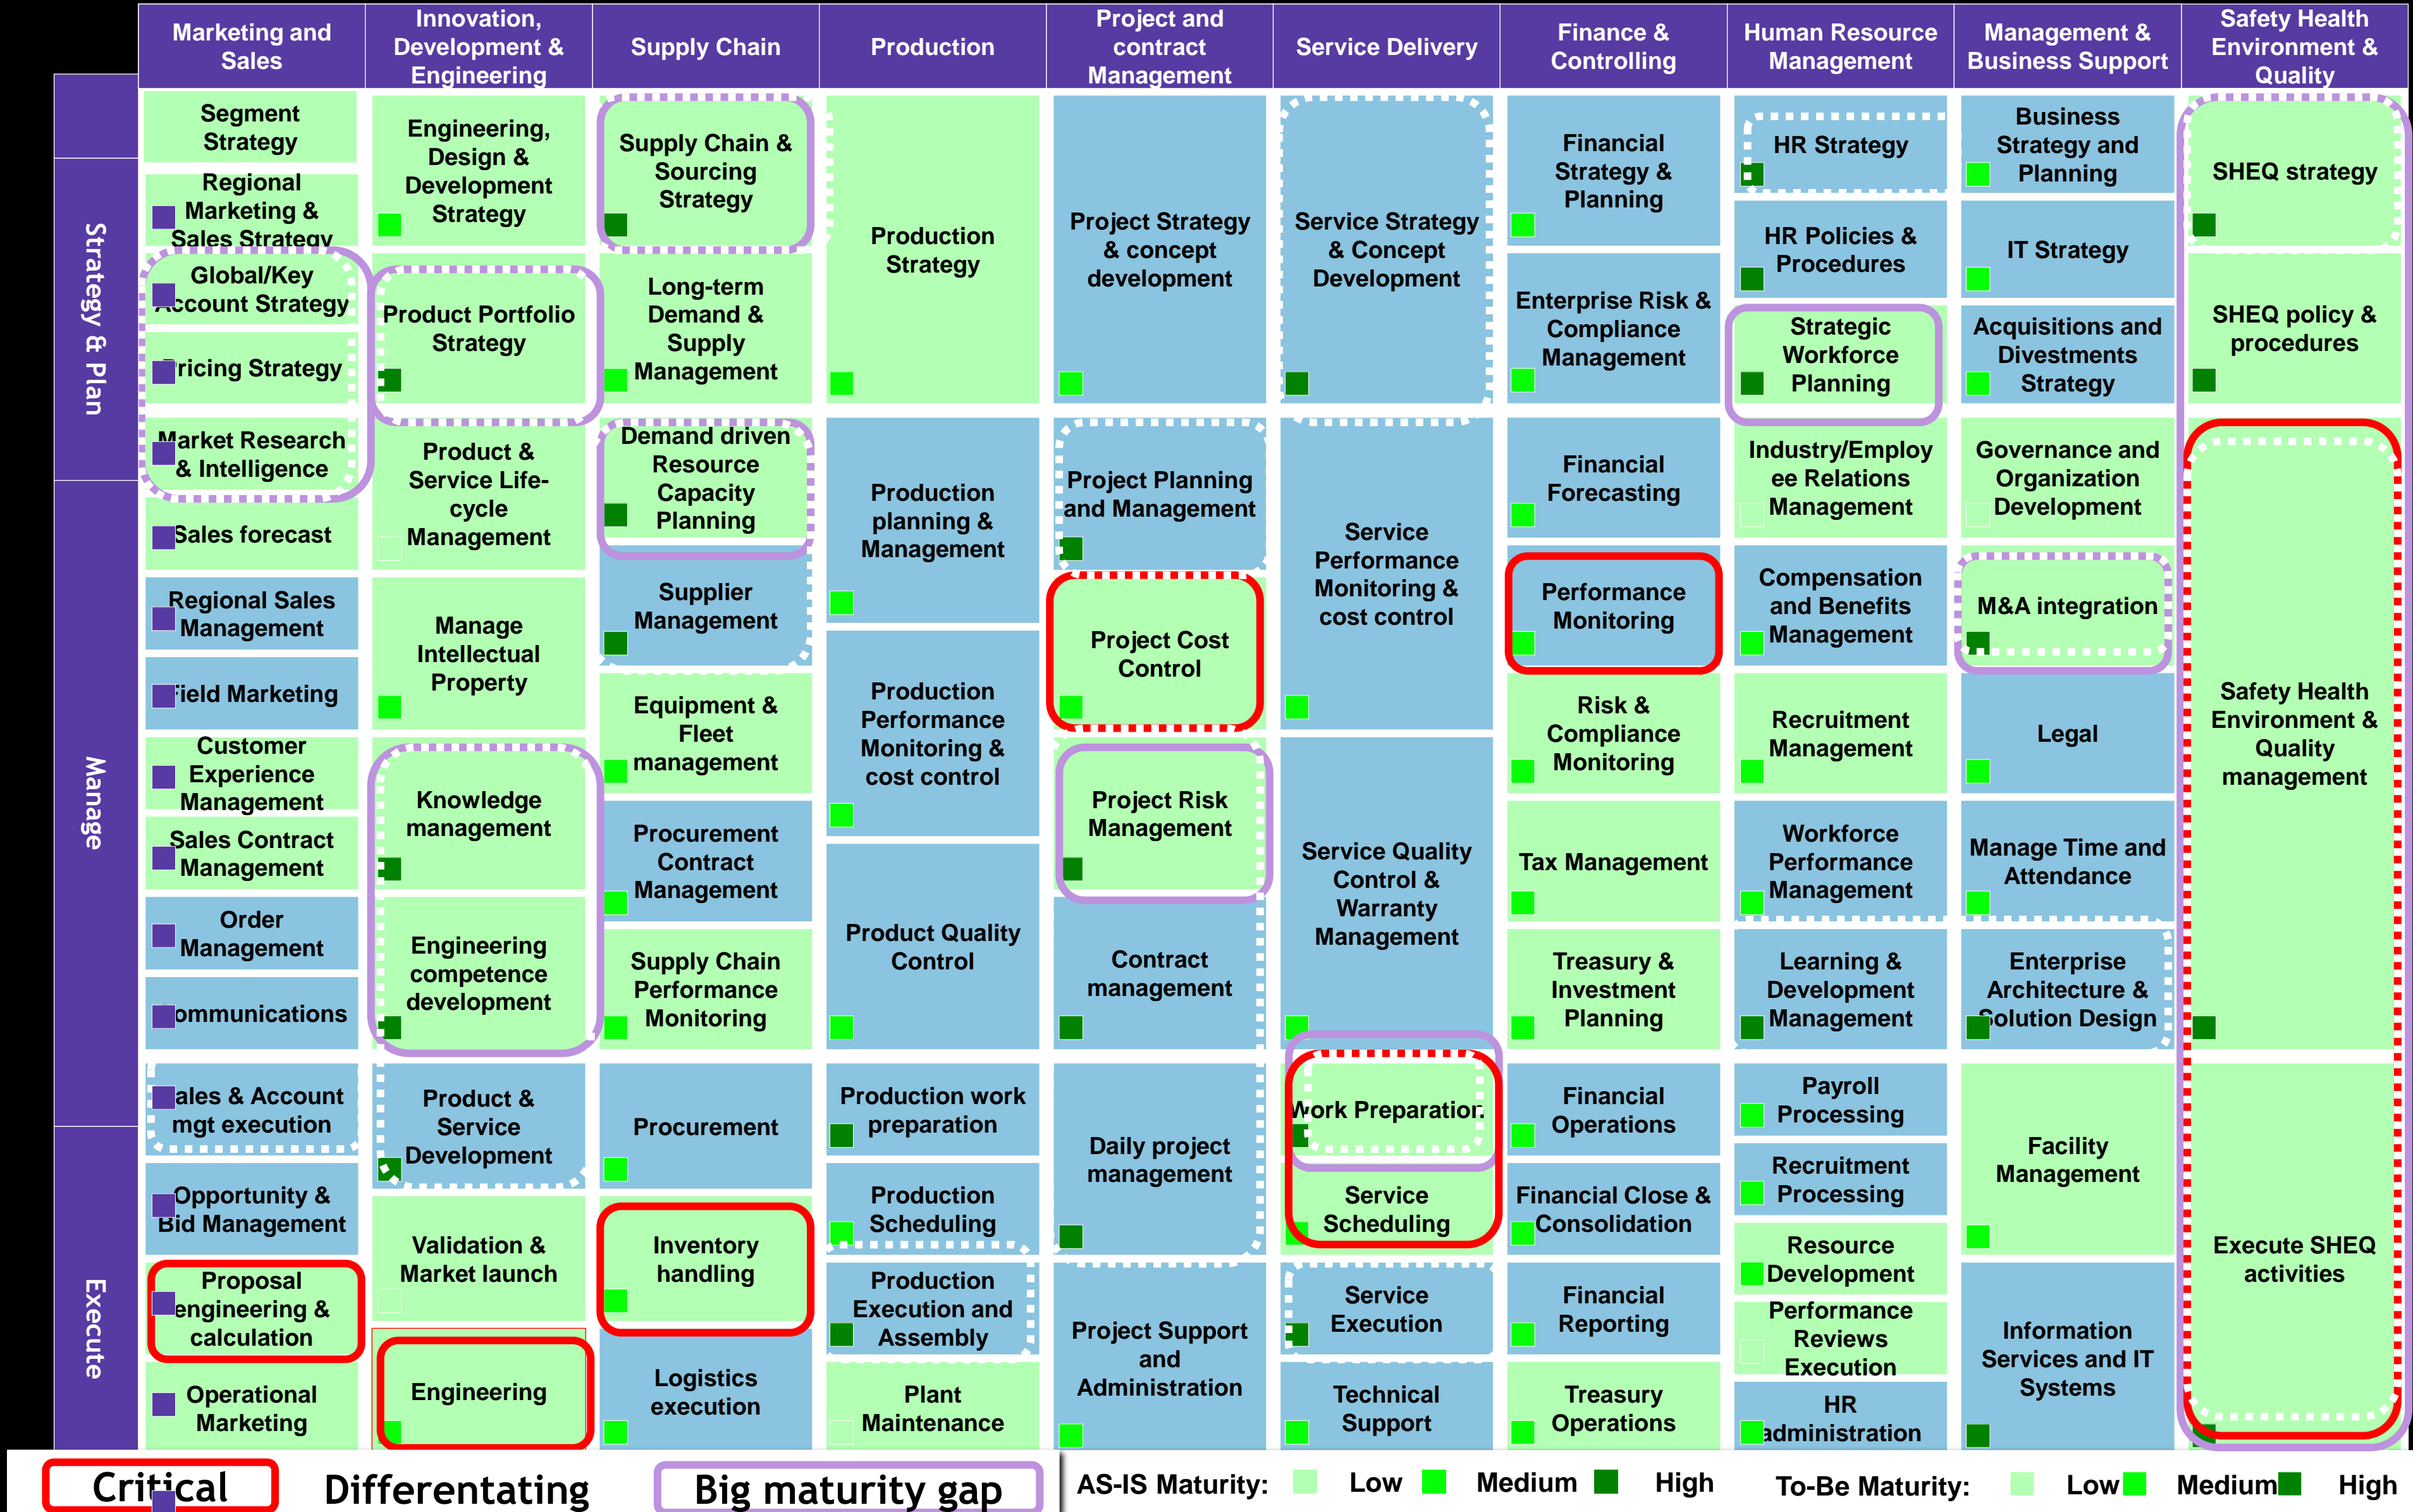 Marketing and
Sales
Innovation,
Development &
Engineering
Supply Chain
Production
Project and
contract
Management
Service Delivery
Finance &
Controlling
Human Resource
Management
Management &
Business Support
Safety Health
Environment &
Quality
Strategy & Plan
Manage
Execute
Segment
Strategy
Regional
Marketing &
Sales Strategy
Global/Key
Account Strategy
Pricing Strategy
Market Research
& Intelligence
Sales forecast
Regional Sales
Management
Field Marketing
Customer
Experience
Management
Sales Contract
Management
Order
Management
Communications
Sales & Account
mgt execution
Opportunity &
Bid Management
Proposal
engineering &
calculation
Operational
Marketing
Engineering,
Design &
Development
Strategy
Product Portfolio
Strategy
Product &
Service Life-
cycle
Management
Manage
Intellectual
Property
Knowledge
management
Engineering
competence
development
Product &
Service
Development
Validation &
Market launch
Engineering
Supply Chain &
Sourcing
Strategy
Long-term
Demand &
Supply
Management
Demand driven
Resource
Capacity
Planning
Supplier
Management
Equipment &
Fleet
management
Procurement
Contract
Management
Supply Chain
Performance
Monitoring
Procurement
Inventory
handling
Logistics
execution
Production
Strategy
Production
planning &
Management
Production
Performance
Monitoring &
cost control
Product Quality
Control
Production work
preparation
Production
Scheduling
Production
Execution and
Assembly
Plant
Maintenance
Project Strategy
& concept
development
Project Planning
and Management
Project Cost
Control
Project Risk
Management
Contract
management
Daily project
management
Project Support
and
Administration
Service Strategy
& Concept
Development
Service
Performance
Monitoring &
cost control
Service Quality
Control &
Warranty
Management
Work Preparation
Service
Scheduling
Service
Execution
Technical
Support
Financial
Strategy &
Planning
Enterprise Risk &
Compliance
Management
Financial
Forecasting
Performance
Monitoring
Risk &
Compliance
Monitoring
Tax Management
Treasury &
Investment
Planning
Financial
Operations
Financial Close &
Consolidation
Financial
Reporting
Treasury
Operations
HR Strategy
HR Policies &
Procedures
Strategic
Workforce
Planning
Industry/Employ
ee Relations
Management
Compensation
and Benefits
Management
Recruitment
Management
Workforce
Performance
Management
Learning &
Development
Management
Payroll
Processing
Recruitment
Processing
Resource
Development
Performance
Reviews
Execution
HR
administration
Business
Strategy and
Planning
IT Strategy
Acquisitions and
Divestments
Strategy
Governance and
Organization
Development
M&A integration
Legal
Manage Time and
Attendance
Enterprise
Architecture &
Solution Design
Facility
Management
Information
Services and IT
Systems
SHEQ strategy
SHEQ policy &
procedures
Safety Health
Environment &
Quality
management
Execute SHEQ
activities
Critical
Differentating
Big maturity gap
AS-IS Maturity: Low Medium High
To-Be Maturity: Low Medium High